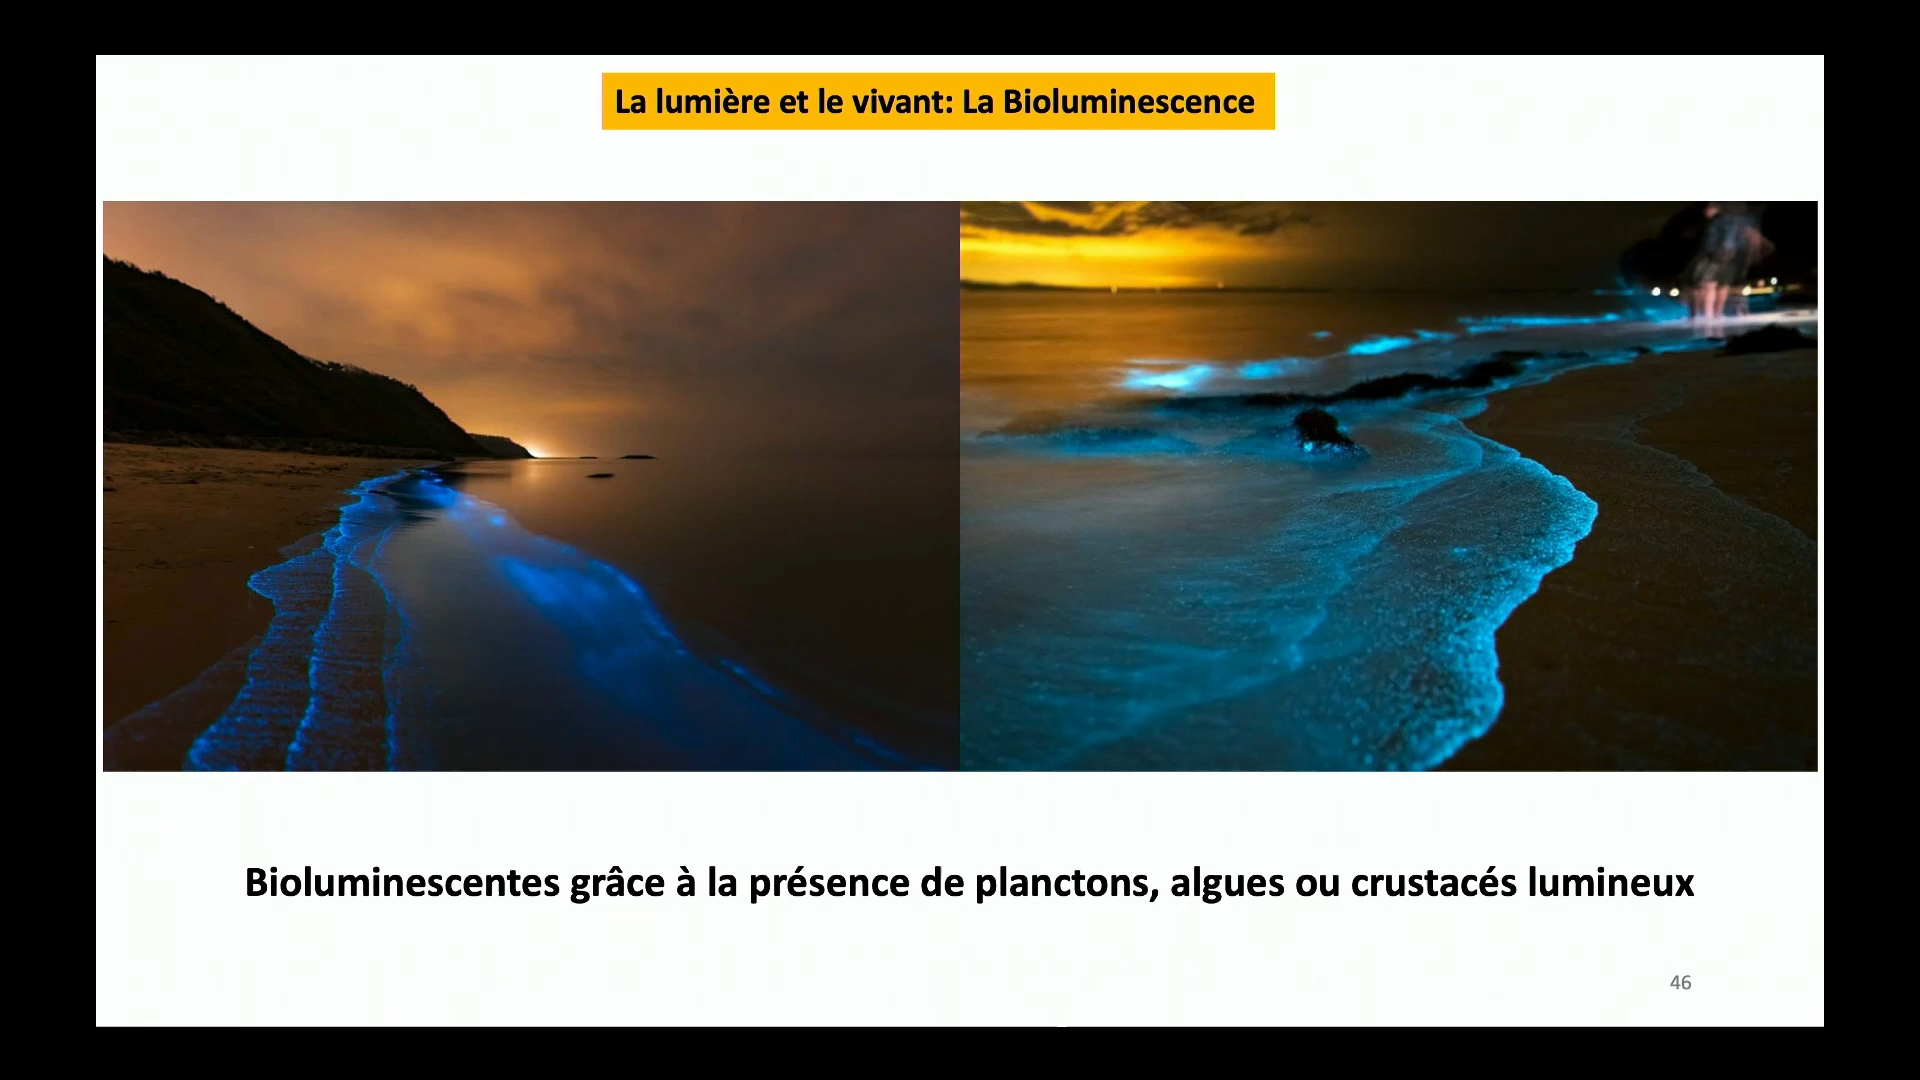 La lumière et le vivant: La Bioluminescence
Bioluminescentes grâce à la présence de planctons, algues ou crustacés lumineux
46